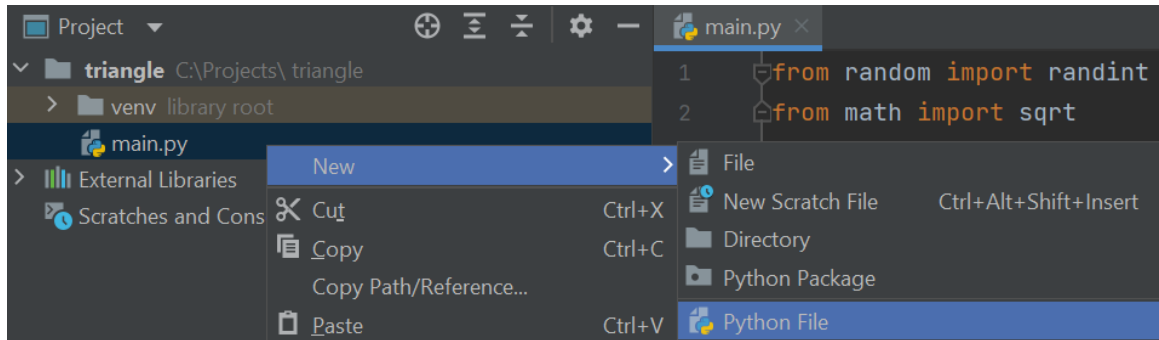 Project
main.py
triangle C:\Projects\ triangle
1 from random import randint
venv library root
2 from math import sqrt
main.py
External Libraries
Scratches and Cons
New
Cut Ctrl+X
Copy Ctrl+C
Copy Path/Reference...
Paste Ctrl+V
File
New Scratch File Ctrl+Alt+Shift+Insert
Directory
Python Package
Python File